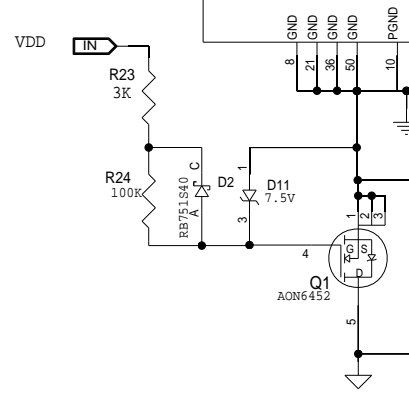 GND
GND
GND
GND
PGND
8
21
36
50
10
VDD
IN
R23
3K
R24
100K
C
D2
A
RB751S40
1
D11
7.5V
3
1
2
3
4
G
S
D
Q1
AON6452
5